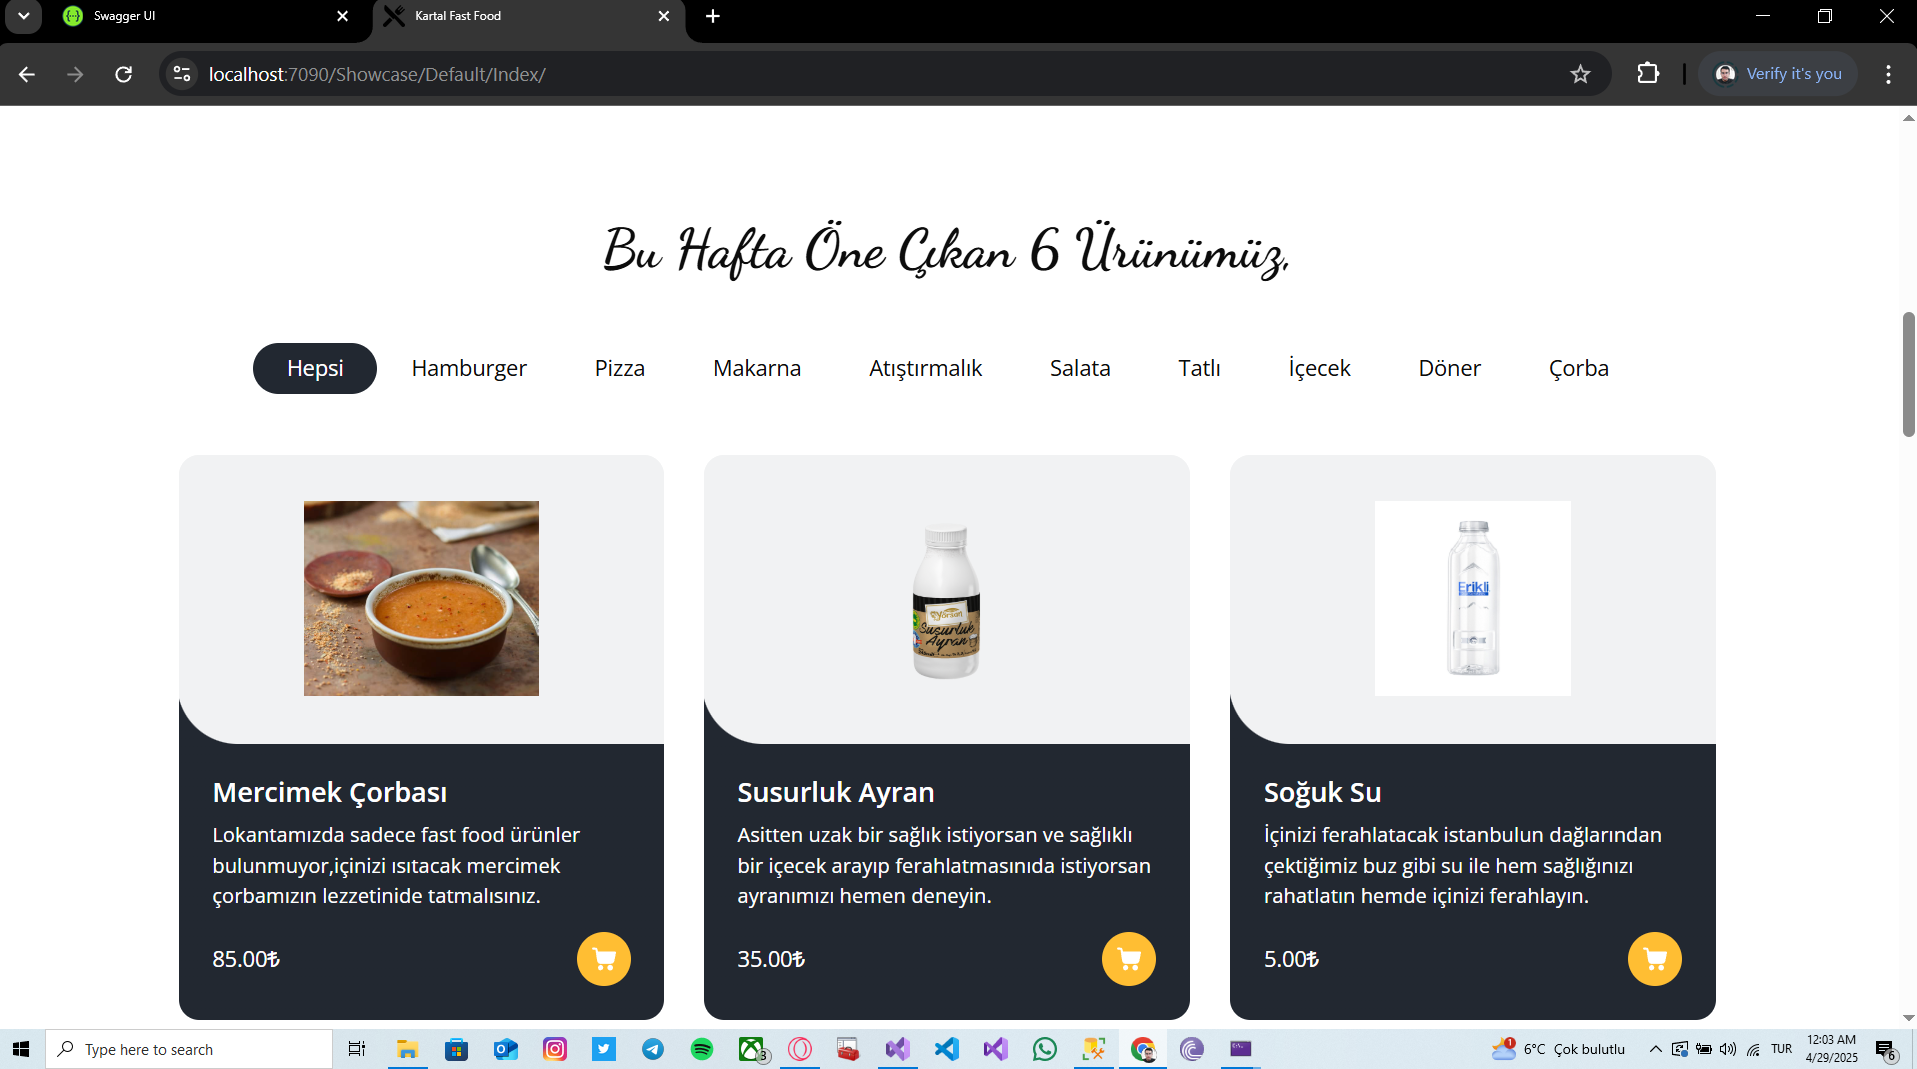 Swagger UI
Kartal Fast Food
localhost:7090/Showcase/Default/Index/
Verify it's you
Bu Hafta Öne Çıkan 6 Ürünümüz,
Hepsi
Hamburger
Pizza
Makarna
Atıştırmalık
Salata
Tatlı
İçecek
Döner
Çorba
Yörsan
Susurluk
Ayran
Erikli
Mercimek Çorbası
Lokantamızda sadece fast food ürünler
bulunmuyor,içinizi ısıtacak mercimek
çorbamızın lezzetinide tatmalısınız.
85.00₺
Susurluk Ayran
Asitten uzak bir sağlık istiyorsan ve sağlıklı
bir içecek arayıp ferahlatmasınıda istiyorsan
ayranımızı hemen deneyin.
35.00₺
Soğuk Su
İçinizi ferahlatacak istanbulun dağlarından
çektiğimiz buz gibi su ile hem sağlığınızı
rahatlatın hemde içinizi ferahlayın.
5.00₺
Type here to search
3
1
6°C Çok bulutlu
TUR
12:03 AM
4/29/2025
6